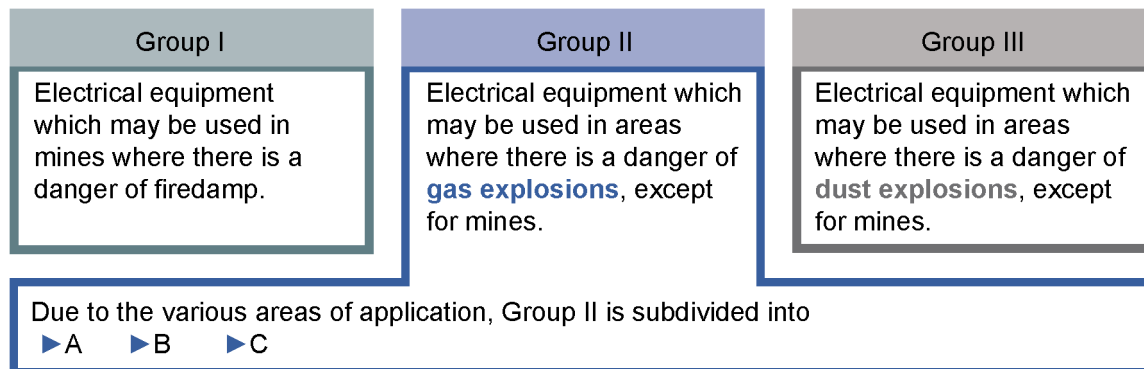 Group I
Electrical equipment
which may be used in
mines where there is a
danger of firedamp.
Group II
Electrical equipment which
may be used in areas
where there is a danger of
gas explosions, except
for mines.
Group III
Electrical equipment which
may be used in areas
where there is a danger of
dust explosions, except
for mines.
Due to the various areas of application, Group II is subdivided into
►A ►B ►C